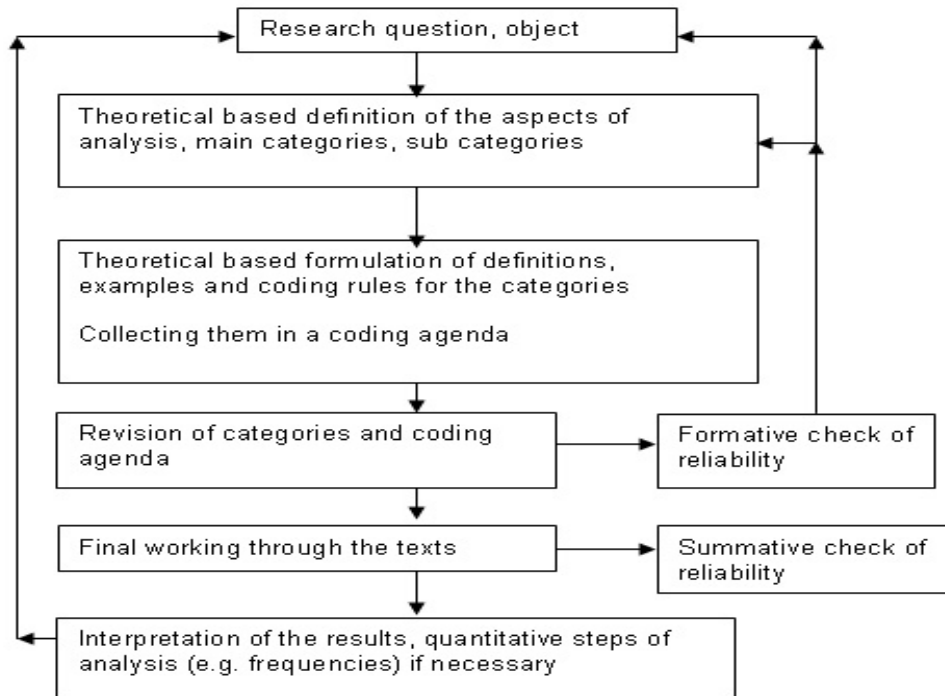 Research question, object
Theoretical based definition of the aspects of
analysis, main categories, sub categories
Theoretical based formulation of definitions,
examples and coding rules for the categories
Collecting them in a coding agenda
Revision of categories and coding
agenda
Formative check of
reliability
Final working through the texts
Summative check of
reliability
Interpretation of the results, quantitative steps of
analysis (e.g. frequencies) if necessary